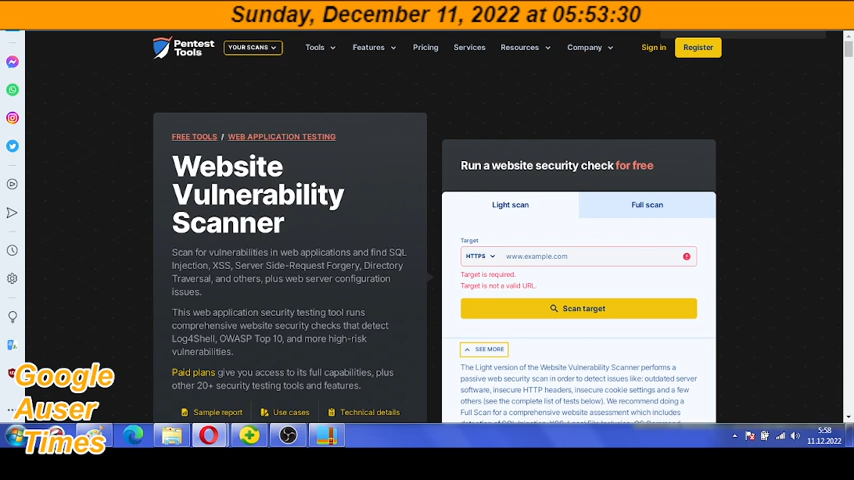 Sunday, December 11, 2022 at 05:53:30
Pentest
Tools
YOUR SCANS
Tools
Features
Pricing
Services
Resources
Company
Sign in
Register
FREE TOOLS / WEB APPLICATION TESTING
Website
Vulnerability
Scanner
Scan for vulnerabilities in web applications and find SQL
Injection, XSS, Server Side-Request Forgery, Directory
Traversal, and others, plus web server configuration
issues.
This web application security testing tool runs
comprehensive website security checks that detect
Log4Shell, OWASP Top 10, and more high-risk
vulnerabilities.
Paid plans give you access to its full capabilities, plus
other 20+ security testing tools and features.
Sample report
Use cases
Technical details
Run a website security check for free
Light scan
Full scan
Target
HTTPS
www.example.com
Target is required.
Target is not a valid URL.
Scan target
SEE MORE
The Light version of the Website Vulnerability Scanner performs a
passive web security scan in order to detect issues like: outdated server
software, insecure HTTP headers, insecure cookie settings and a few
others (see the complete list of tests below). We recommend doing a
Full Scan for a comprehensive website assessment which includes
Google
Auser
Times
5:58
11.12.2022